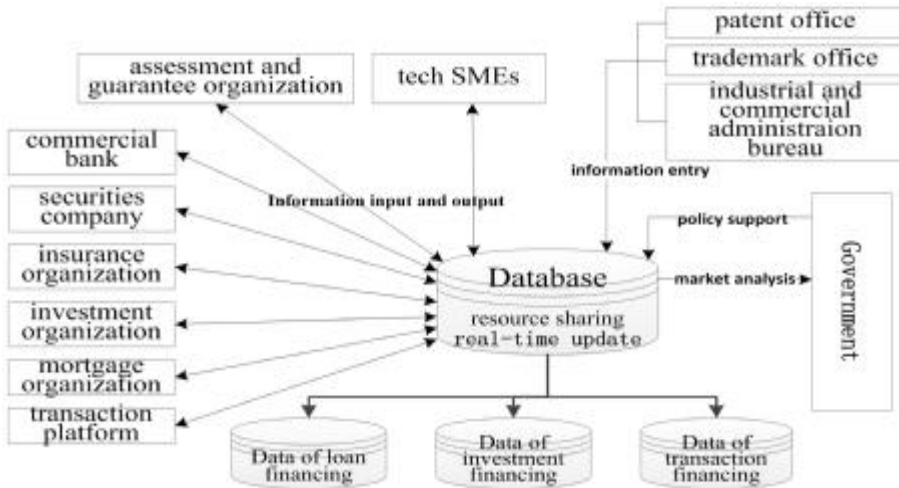 patent office
trademark office
industrial and
commercial
administraion
bureau
assessment and
guarantee organization
tech SMEs
commercial
bank
securities
company
insurance
organization
investment
organization
mortgage
organization
transaction
platform
Information input and output
information entry
policy support
market analysis
Government
Database
resource sharing
real-time update
Data of loan
financing
Data of
investment
financing
Data of
transaction
financing